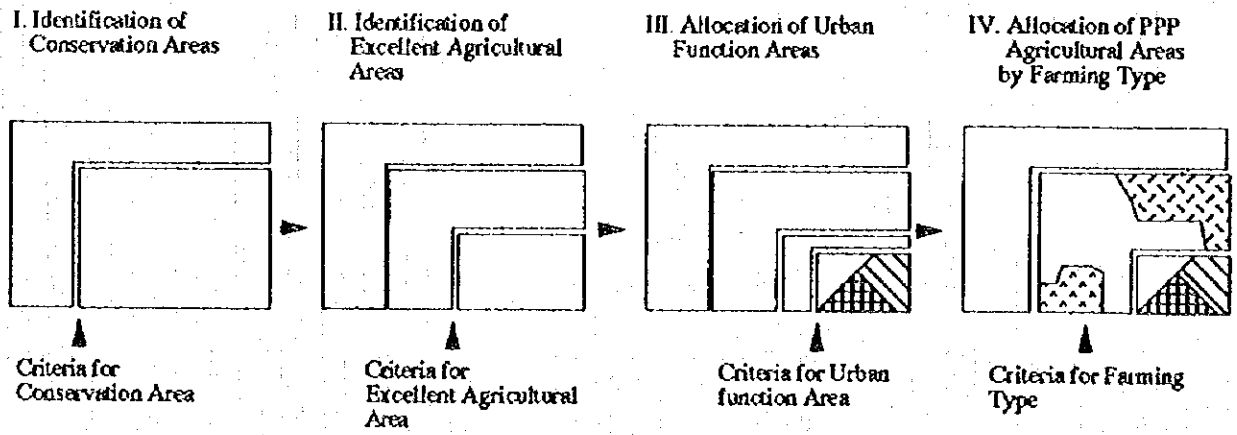 I. Identification of
Conservation Areas
II. Identification of
Excellent Agricultural
Areas
III. Allocation of Urban
Function Areas
IV. Allocation of PPP
Agricultural Areas
by Farming Type
Criteria for
Conservation Area
Criteria for
Excellent Agricultural
Area
Criteria for Urban
function Area
Criteria for Farming
Type